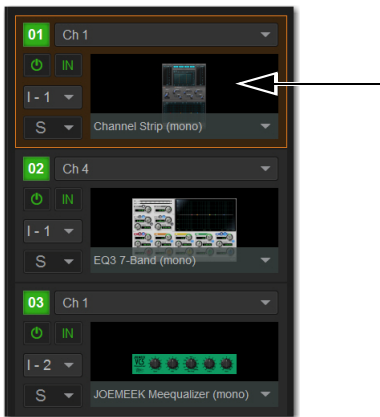 01 Ch 1
IN
I - 1
S Channel Strip (mono)
02 Ch 4
IN
I - 1
S EQ3 7-Band (mono)
03 Ch 1
IN
I - 2
S JOEMEEK Meequalizer (mono)